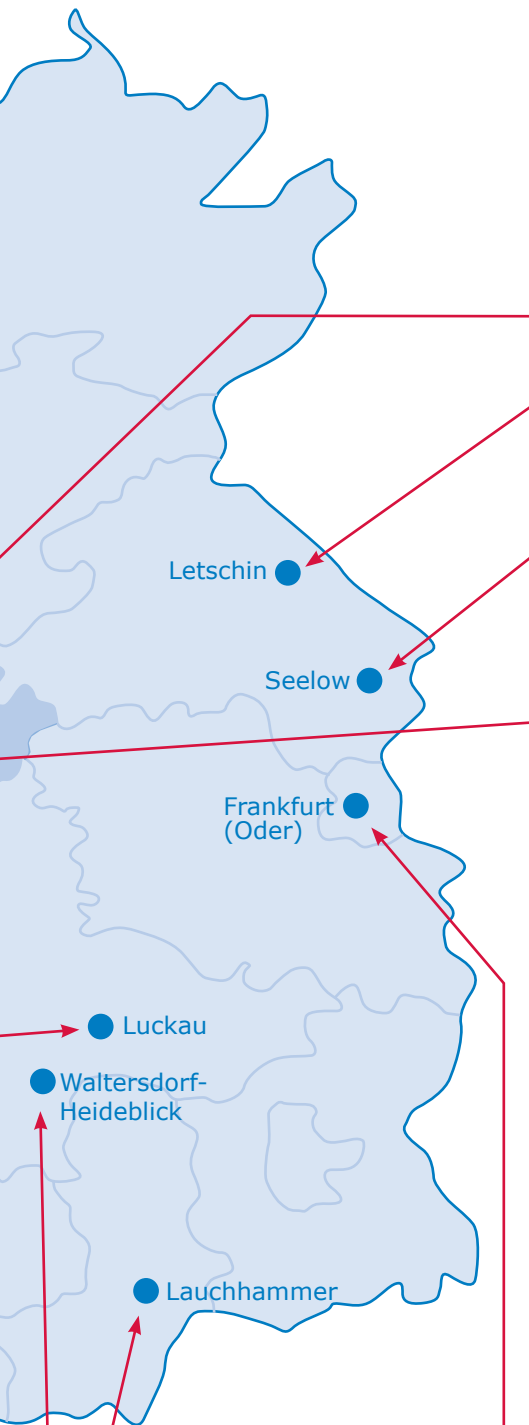 Letschin
Seelow
Frankfurt
(Oder)
Luckau
Waltersdorf-
Heideblick
Lauchhammer